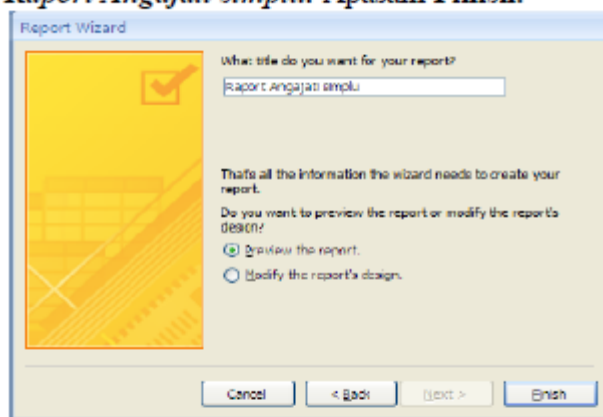 Raport Angajati simplu. Apasam Finish.
Report Wizard
What title do you want for your report?
Raport Angajati simplu
That's all the information the wizard needs to create your
report.
Do you want to preview the report or modify the report's
design?
Preview the report.
Modify the report's design.
Cancel
< Back
Next >
Finish